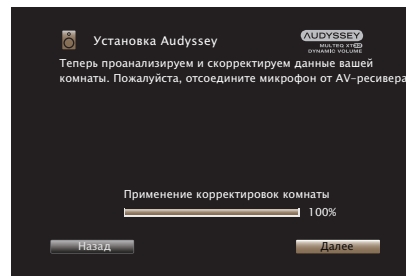 Установка Audyssey
AUDYSSEY
MULTEQ XT32
DYNAMIC VOLUME
Теперь проанализируем и скорректируем данные вашей
комнаты. Пожалуйста, отсоедините микрофон от AV-ресивера
Применение корректировок комнаты
100%
Назад
Далее